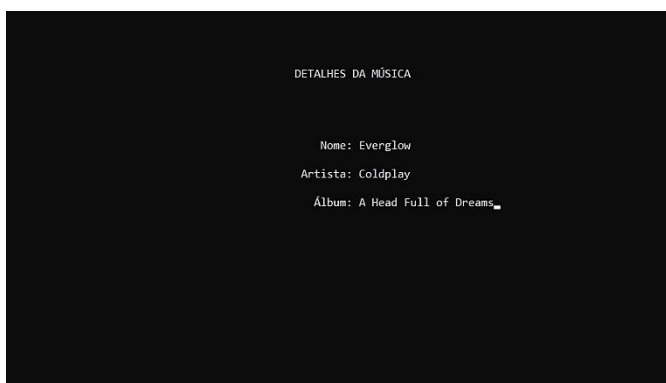 DETALHES DA MÚSICA
Nome: Everglow
Artista: Coldplay
Álbum: A Head Full of Dreams